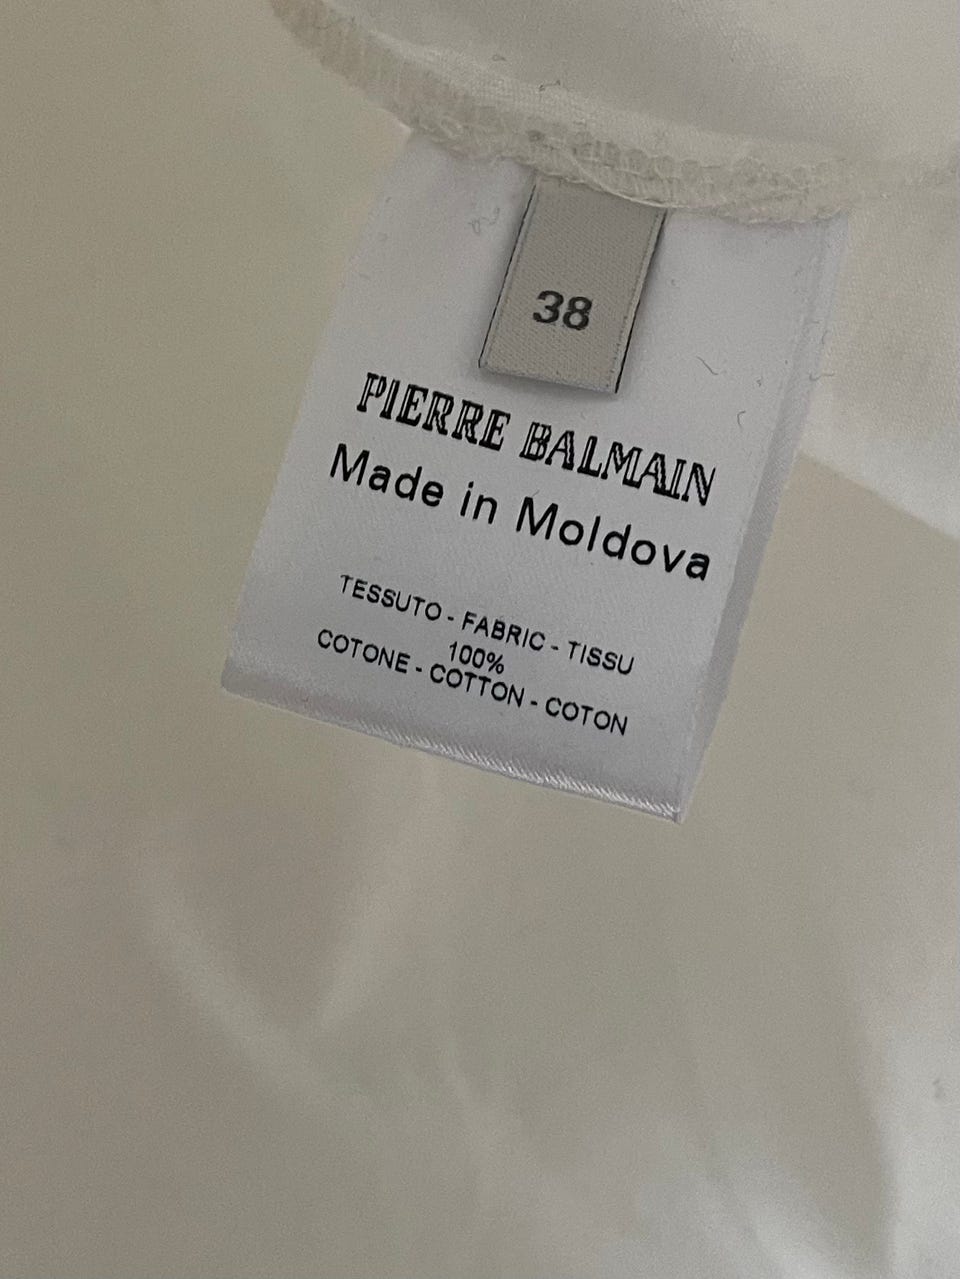 38
PIERRE BALMAIN
Made in Moldova
TESSUTO - FABRIC - TISSU
100%
COTONE - COTTON - COTON